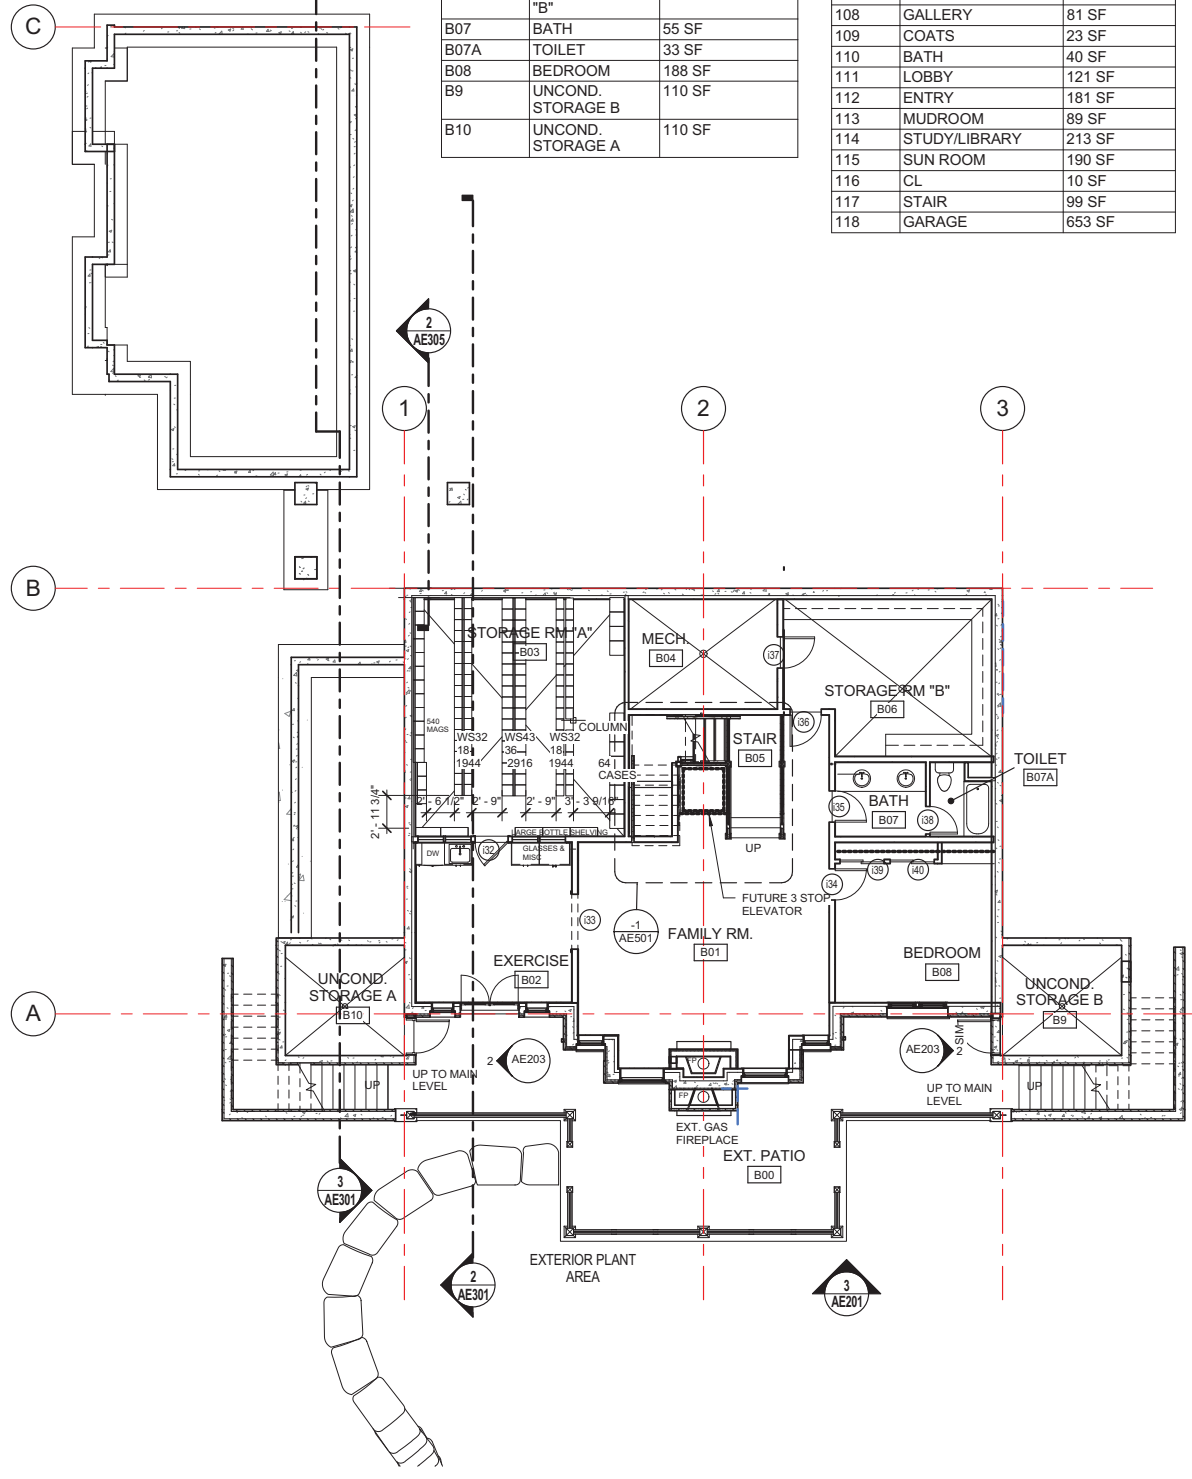 C
"B"
B07 BATH 55 SF
B07A TOILET 33 SF
B08 BEDROOM 188 SF
B9 UNCOND. 110 SF
STORAGE B
B10 UNCOND. 110 SF
STORAGE A
108 GALLERY 81 SF
109 COATS 23 SF
110 BATH 40 SF
111 LOBBY 121 SF
112 ENTRY 181 SF
113 MUDROOM 89 SF
114 STUDY/LIBRARY 213 SF
115 SUN ROOM 190 SF
116 CL 10 SF
117 STAIR 99 SF
118 GARAGE 653 SF
2
AE305
1
2
3
B
STORAGE RM "A"
B03
MECH.
B04
i37
STORAGE RM "B"
B06
i36
540
MAGS
COLUMN
WS32
-18-
1944
WS43
-36-
2916
WS32
18
1944
64
CASES
STAIR
B05
TOILET
B07A
2' - 11 3/4"
2' - 6 1/2"
2' - 9"
2' - 9"
3' - 3 9/16"
LARGE BOTTLE SHELVING
i35
BATH
B07
i38
DW
i32
GLASSES &
MISC
UP
i34
i39
i40
FUTURE 3 STOP
ELEVATOR
i33
-1
AE501
FAMILY RM.
B01
EXERCISE
B02
BEDROOM
B08
UNCOND.
STORAGE A
B10
UNCOND.
STORAGE B
B9
A
2
AE203
AE203
2
SIM
FP
UP TO MAIN
LEVEL
UP
UP TO MAIN
LEVEL
UP
FP
EXT. GAS
FIREPLACE
EXT. PATIO
B00
3
AE301
EXTERIOR PLANT
AREA
2
AE301
3
AE201